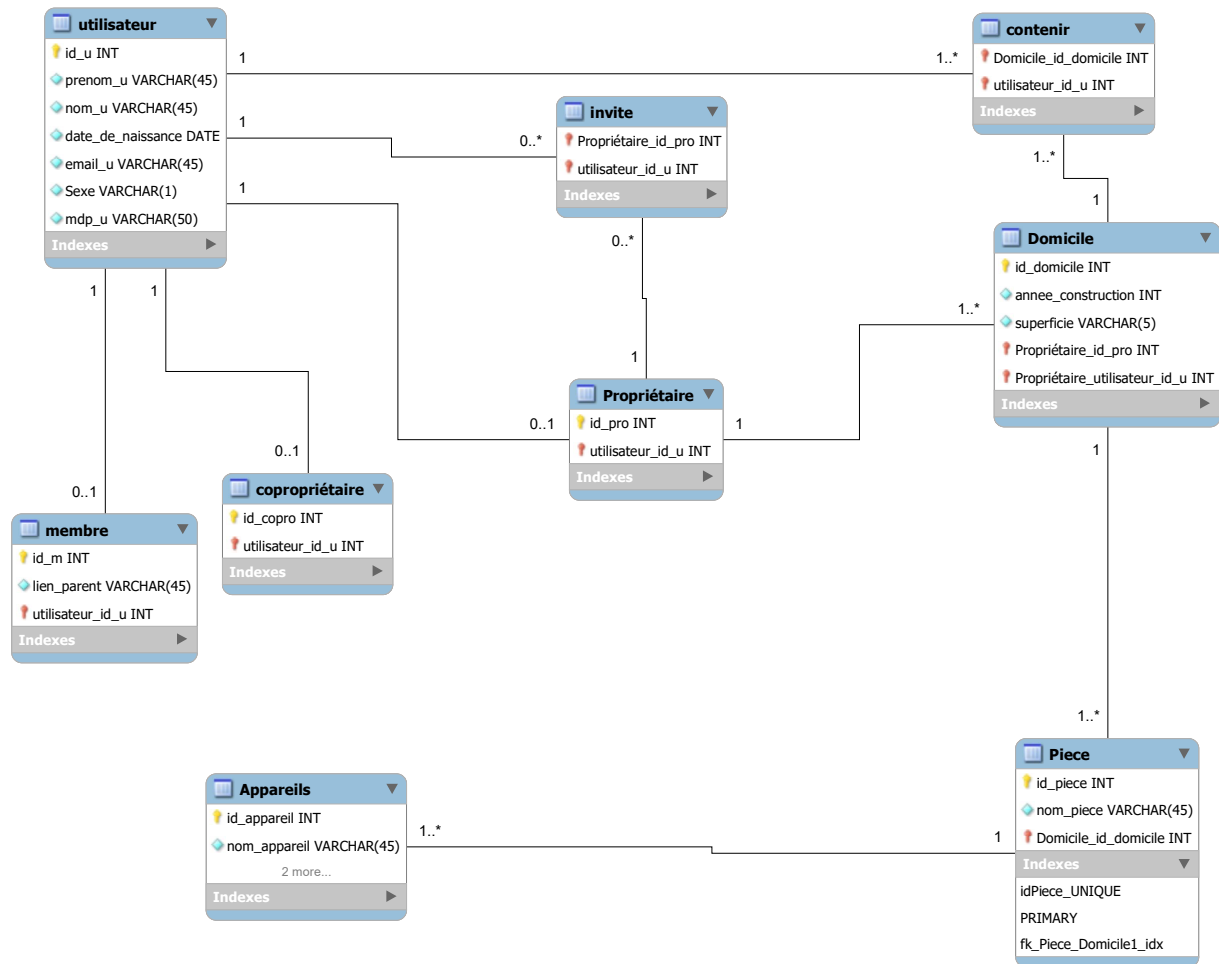 utilisateur
id_u INT
prenom_u VARCHAR(45)
nom_u VARCHAR(45)
date_de_naissance DATE
email_u VARCHAR(45)
Sexe VARCHAR(1)
mdp_u VARCHAR(50)
Indexes
1
1..*
contenir
Domicile_id_domicile INT
utilisateur_id_u INT
Indexes
1
0..*
invite
Propriétaire_id_pro INT
utilisateur_id_u INT
Indexes
1
1..*
1
0..*
1
Domicile
id_domicile INT
annee_construction INT
superficie VARCHAR(5)
Propriétaire_id_pro INT
Propriétaire_utilisateur_id_u INT
Indexes
1..*
1
1
1
0..1
Propriétaire
id_pro INT
utilisateur_id_u INT
Indexes
1
0..1
copropriétaire
id_copro INT
utilisateur_id_u INT
Indexes
0..1
membre
id_m INT
lien_parent VARCHAR(45)
utilisateur_id_u INT
Indexes
1
1..*
Piece
id_piece INT
nom_piece VARCHAR(45)
Domicile_id_domicile INT
Indexes
idPiece_UNIQUE
PRIMARY
fk_Piece_Domicile1_idx
Appareils
id_appareil INT
nom_appareil VARCHAR(45)
2 more...
Indexes
1..*
1